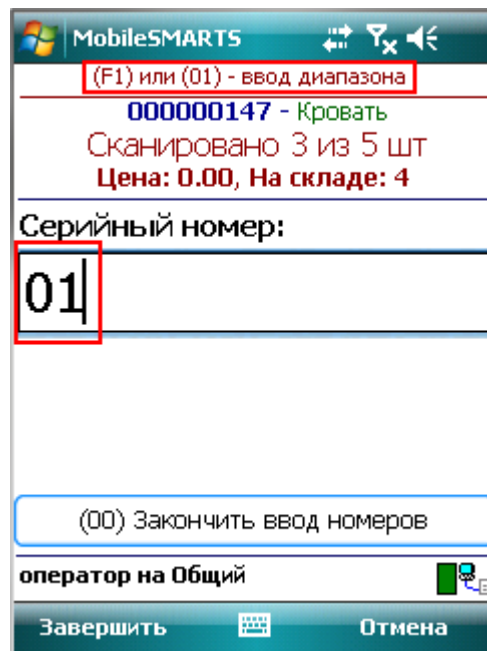 MobileSMARTS
(F1) или (01) - ввод диапазона
000000147 - Кровать
Сканировано 3 из 5 шт
Цена: 0.00, На складе: 4
Серийный номер:
01
(00) Закончить ввод номеров
оператор на Общий
Завершить Отмена